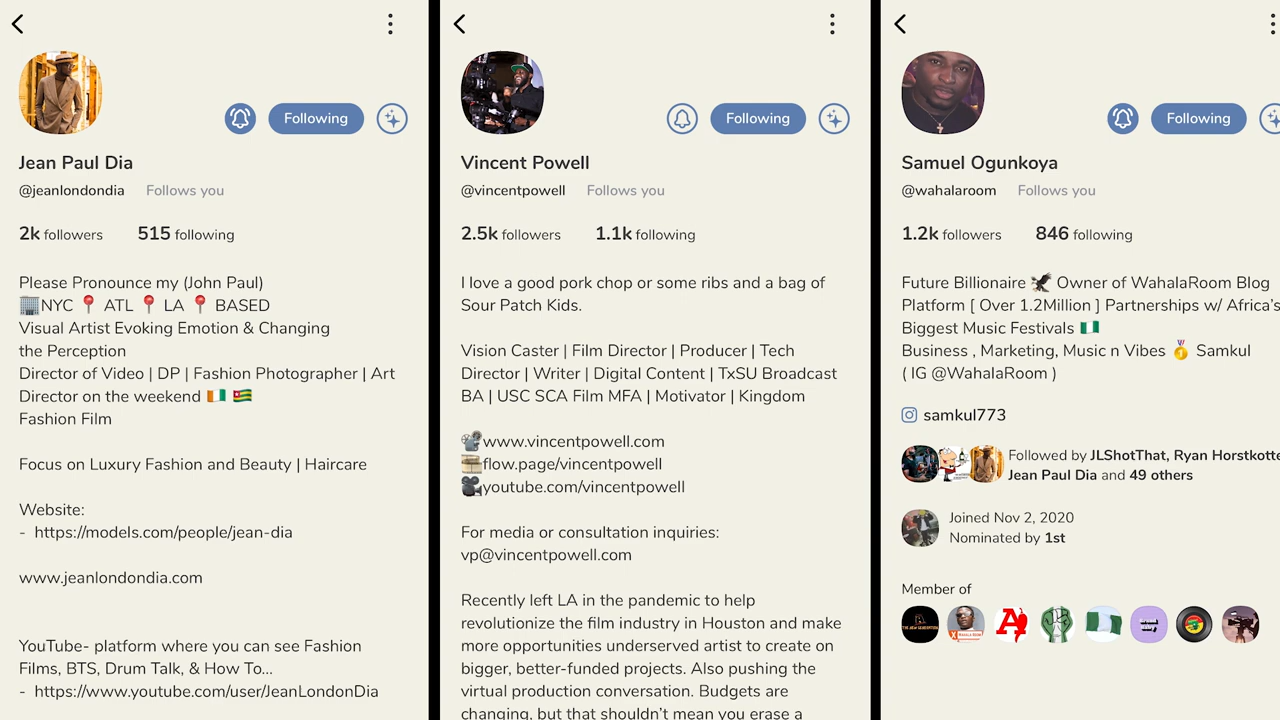 Following
Jean Paul Dia
@jeanlondondia Follows you
2k followers 515 following
Please Pronounce my (John Paul)
🏢NYC 📍 ATL 📍 LA 📍 BASED
Visual Artist Evoking Emotion & Changing
the Perception
Director of Video | DP | Fashion Photographer | Art
Director on the weekend 🇨🇮 🇹🇬
Fashion Film
Focus on Luxury Fashion and Beauty | Haircare
Website:
- https://models.com/people/jean-dia
www.jeanlondondia.com
YouTube- platform where you can see Fashion
Films, BTS, Drum Talk, & How To...
- https://www.youtube.com/user/JeanLondonDia
Following
Vincent Powell
@vincentpowell Follows you
2.5k followers 1.1k following
I love a good pork chop or some ribs and a bag of
Sour Patch Kids.
Vision Caster | Film Director | Producer | Tech
Director | Writer | Digital Content | TxSU Broadcast
BA | USC SCA Film MFA | Motivator | Kingdom
📽www.vincentpowell.com
flow.page/vincentpowell
🎥youtube.com/vincentpowell
For media or consultation inquiries:
vp@vincentpowell.com
Recently left LA in the pandemic to help
revolutionize the film industry in Houston and make
more opportunities underserved artist to create on
bigger, better-funded projects. Also pushing the
virtual production conversation. Budgets are
changing, but that shouldn't mean you erase a
Following
Samuel Ogunkoya
@wahalaroom Follows you
1.2k followers 846 following
Future Billionaire 🦅 Owner of WahalaRoom Blog
Platform [ Over 1.2Million ] Partnerships w/ Africa's
Biggest Music Festivals 🇳🇬
Business , Marketing, Music n Vibes 🏅 Samkul
( IG @WahalaRoom )
samkul773
Followed by JLShotThat, Ryan Horstkotte
Jean Paul Dia and 49 others
Joined Nov 2, 2020
Nominated by 1st
Member of